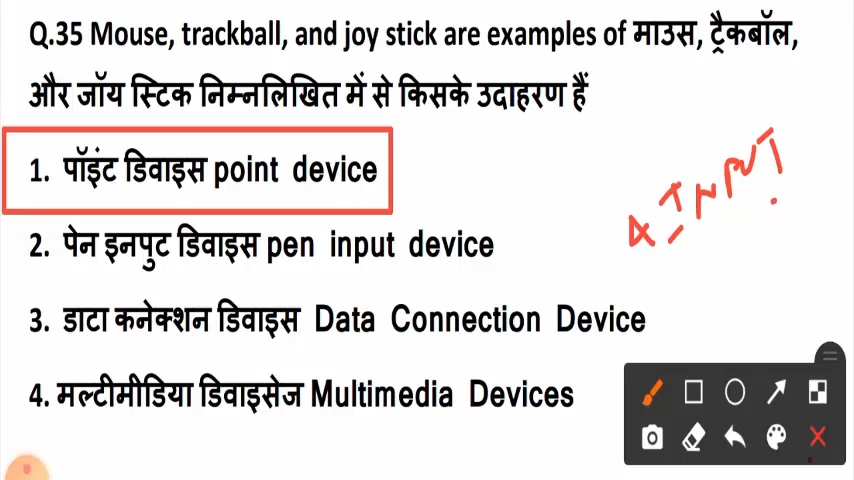 Q.35 Mouse, trackball, and joy stick are examples of माउस, ट्रैकबॉल,
और जॉय स्टिक निम्नलिखित में से किसके उदाहरण हैं
1. पॉइंट डिवाइस point device
INPUT
2. पेन इनपुट डिवाइस pen input device
3. डाटा कनेक्शन डिवाइस Data Connection Device
4. मल्टीमीडिया डिवाइसेज Multimedia Devices